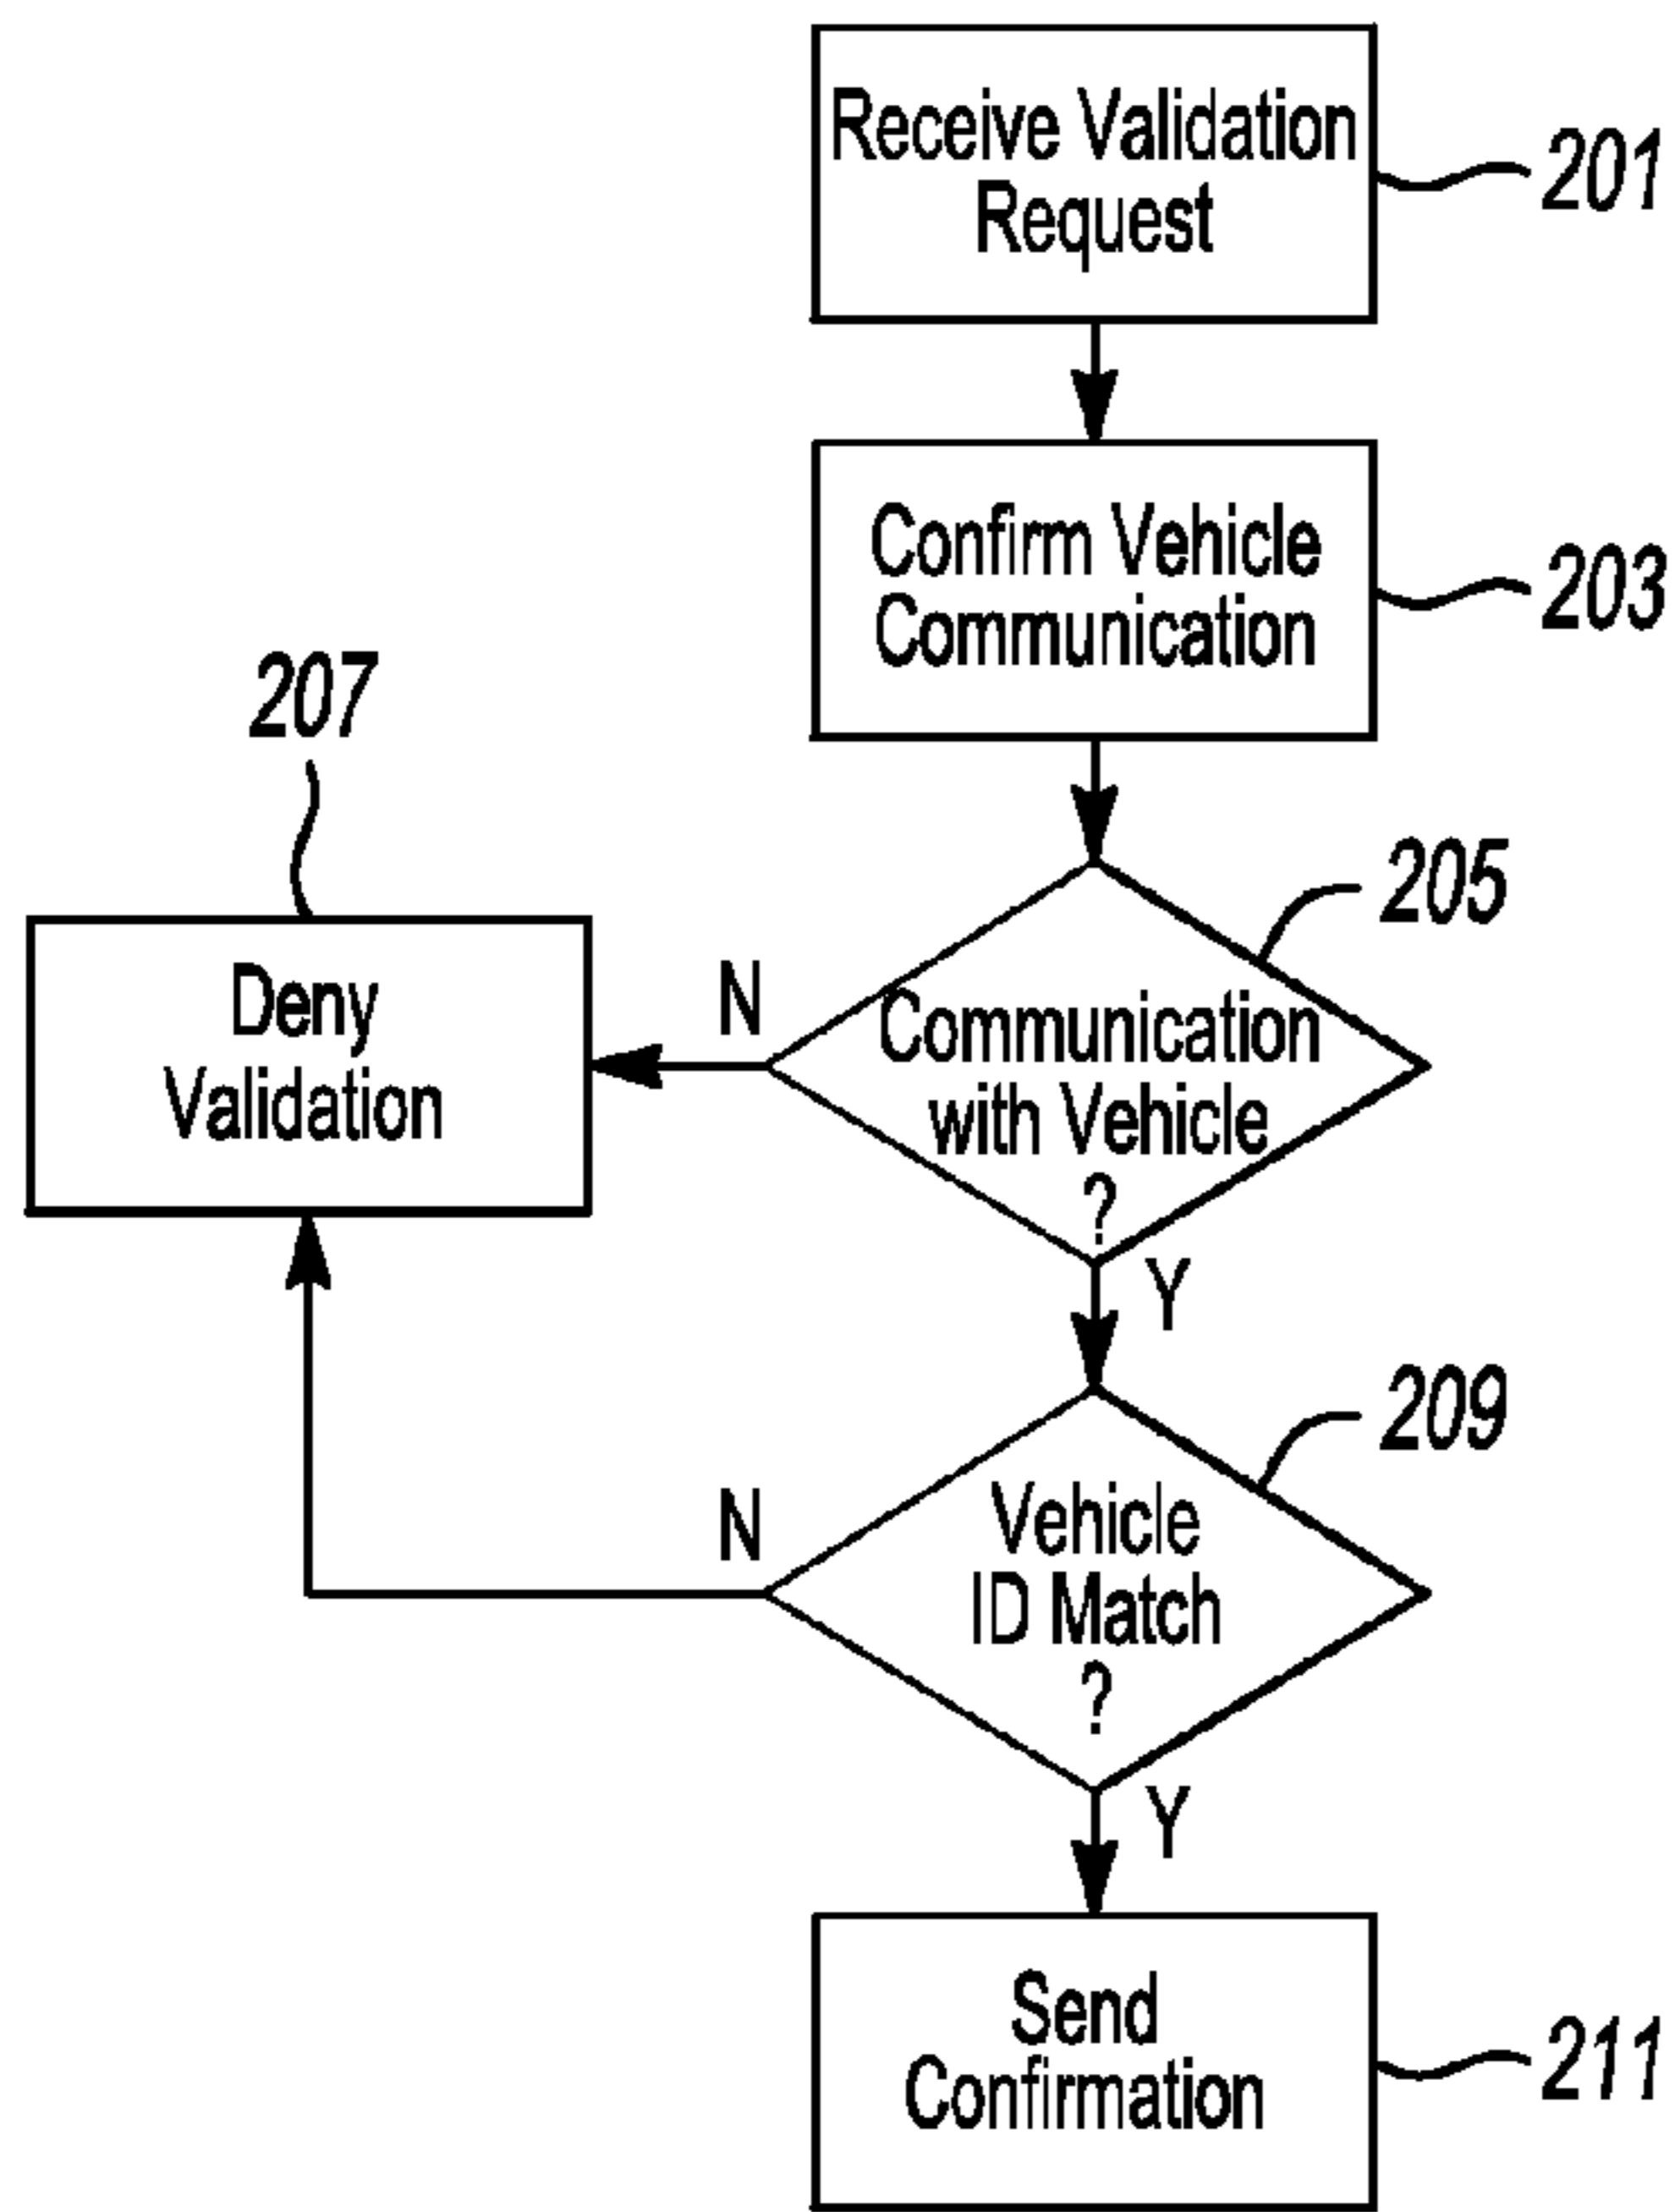 Receive Validation
Request
201
Confirm Vehicle
Communication
203
207
205
Deny
Validation
N
Communication
with Vehicle
?
Y
209
N
Vehicle
ID Match
?
Y
Send
Confirmation
211